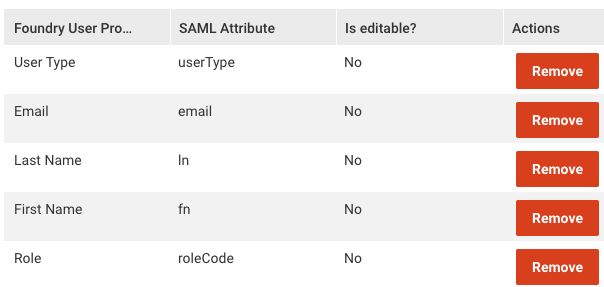 Foundry User Pro... SAML Attribute Is editable? Actions
User Type userType No Remove
Email email No Remove
Last Name ln No Remove
First Name fn No Remove
Role roleCode No Remove